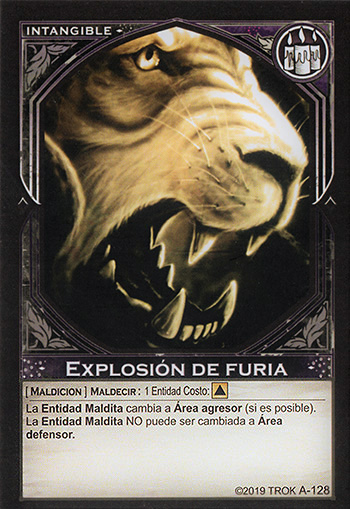 INTANGIBLE
EXPLOSIÓN DE FURIA
[ MALDICION ] MALDECIR: 1 Entidad Costo:
La Entidad Maldita cambia a Área agresor (si es posible).
La Entidad Maldita NO puede ser cambiada a Área
defensor.
©2019 TROK A-128